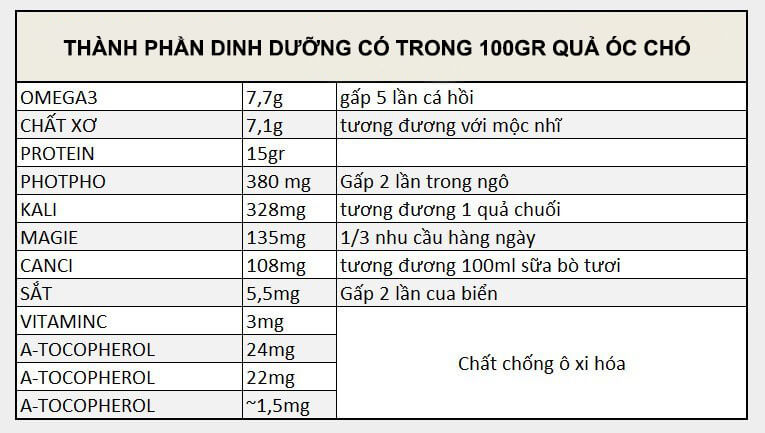 THÀNH PHẦN DINH DƯỠNG CÓ TRONG 100GR QUẢ ÓC CHÓ
OMEGA3 7,7g gấp 5 lần cá hồi
CHẤT XƠ 7,1g tương đương với mộc nhĩ
PROTEIN 15gr
PHOTPHO 380 mg Gấp 2 lần trong ngô
KALI 328mg tương đương 1 quả chuối
MAGIE 135mg 1/3 nhu cầu hàng ngày
CANCI 108mg tương đương 100ml sữa bò tươi
SẮT 5,5mg Gấp 2 lần cua biển
VITAMINC 3mg
A-TOCOPHEROL 24mg
Chất chống ô xi hóa
A-TOCOPHEROL 22mg
A-TOCOPHEROL ~1,5mg